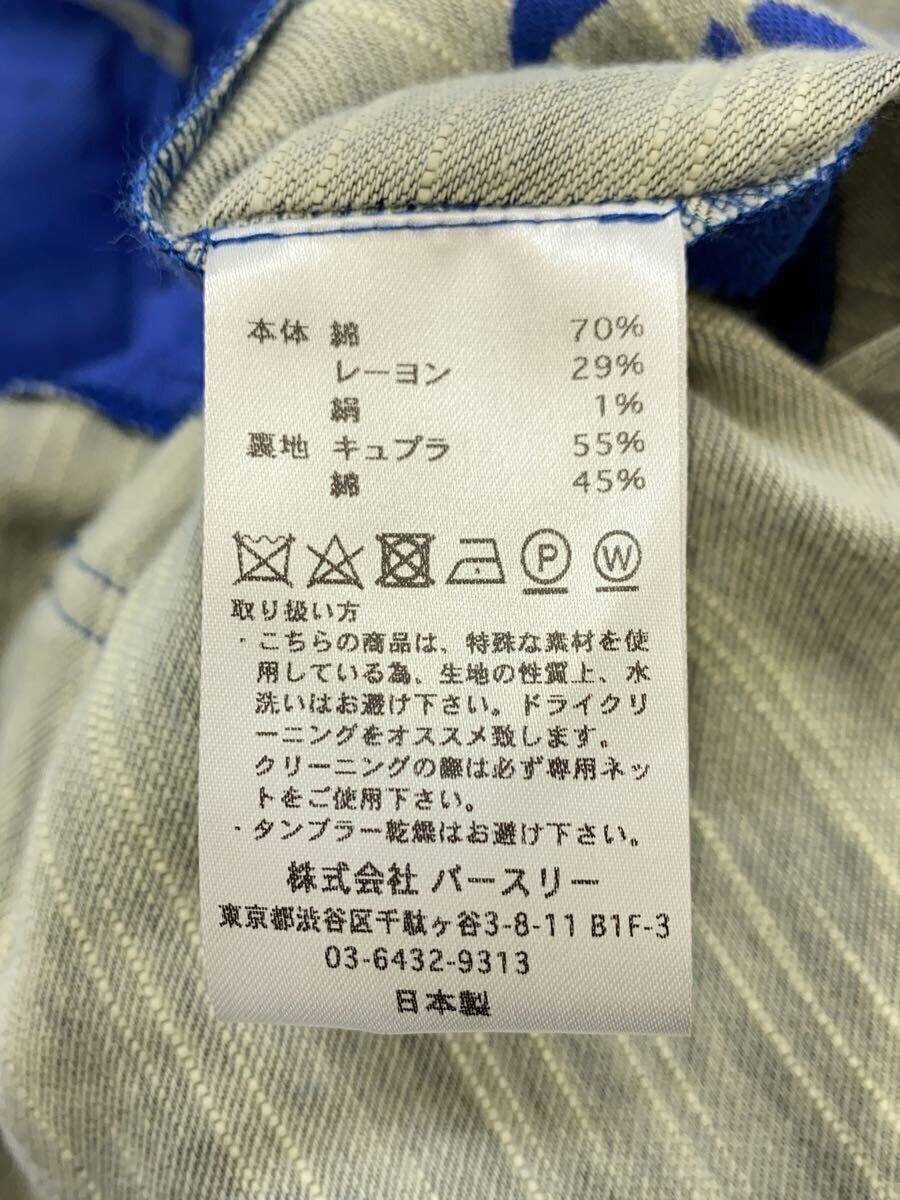 本体 綿 70%
レーヨン 29%
絹 1%
裏地 キュプラ 55%
綿 45%
P W
取り扱い方
・こちらの商品は、特殊な素材を使
用している為、生地の性質上、水
洗いはお避け下さい。ドライクリ
ーニングをオススメ致します。
クリーニングの際は必ず専用ネッ
トをご使用下さい。
・タンブラー乾燥はお避け下さい。
株式会社 バースリー
東京都渋谷区千駄ヶ谷3-8-11 B1F-3
03-6432-9313
日本製